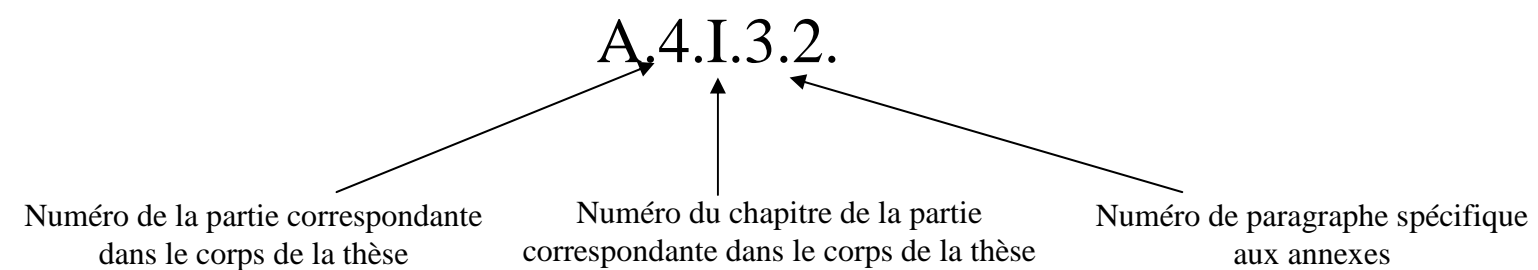 A.4.I.3.2.
Numéro de la partie correspondante
dans le corps de la thèse
Numéro du chapitre de la partie
correspondante dans le corps de la thèse
Numéro de paragraphe spécifique
aux annexes